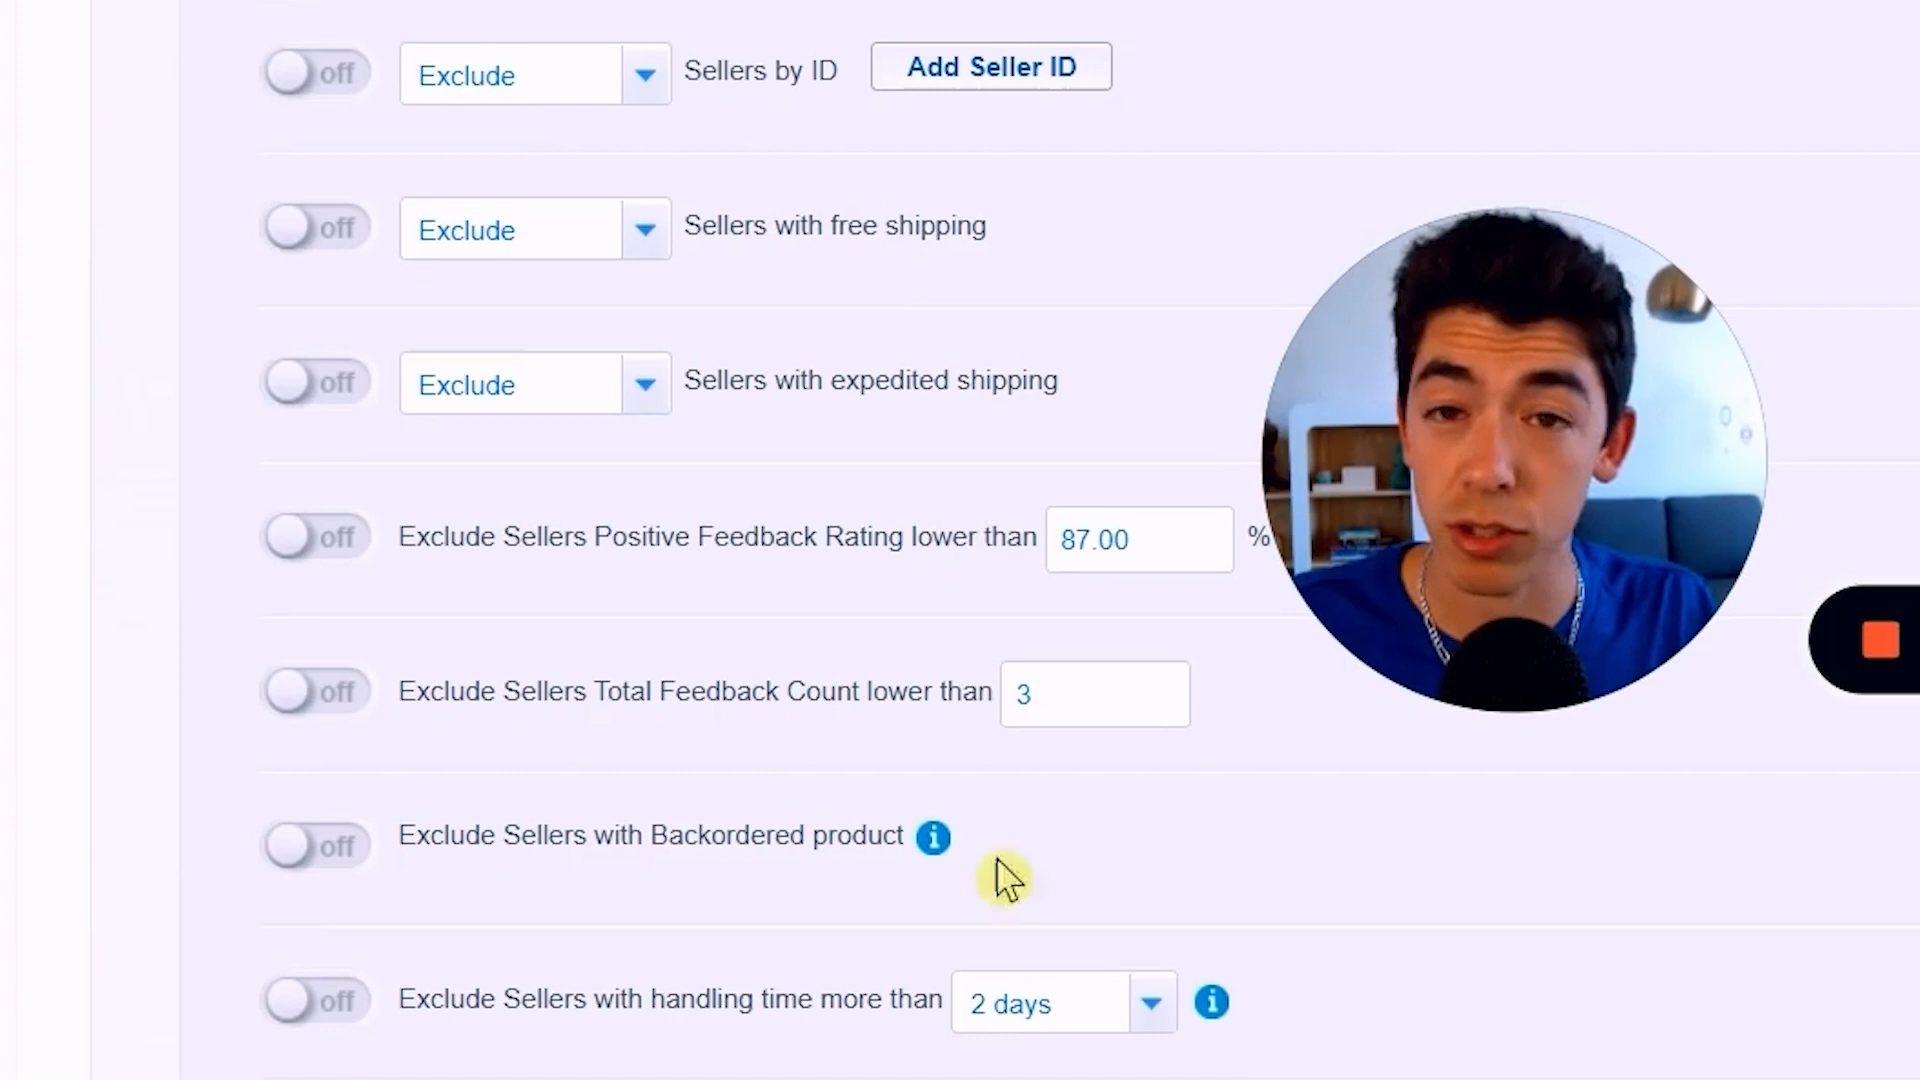 off Exclude Sellers by ID Add Seller ID
off Exclude Sellers with free shipping
off Exclude Sellers with expedited shipping
off Exclude Sellers Positive Feedback Rating lower than 87.00 %
off Exclude Sellers Total Feedback Count lower than 3
off Exclude Sellers with Backordered product i
off Exclude Sellers with handling time more than 2 days i